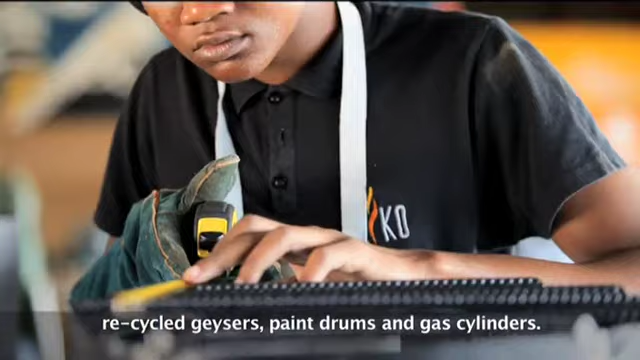 KO
re-cycled geysers, paint drums and gas cylinders.